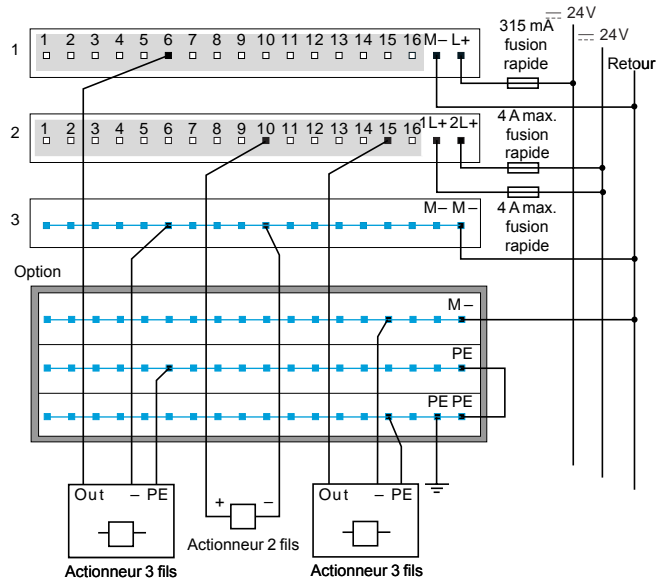 315 mA
fusion
rapide
24V
24V
Retour
1
1 2 3 4 5 6 7 8 9 10 11 12 13 14 15 16 M– L+
2
1 2 3 4 5 6 7 8 9 10 11 12 13 14 15 16 1L+ 2L+
4 A max.
fusion
rapide
3
M– M–
4 A max.
fusion
rapide
Option
M–
PE
PE PE
Out – PE
+ –
Out – PE
Actionneur 2 fils
Actionneur 3 fils
Actionneur 3 fils